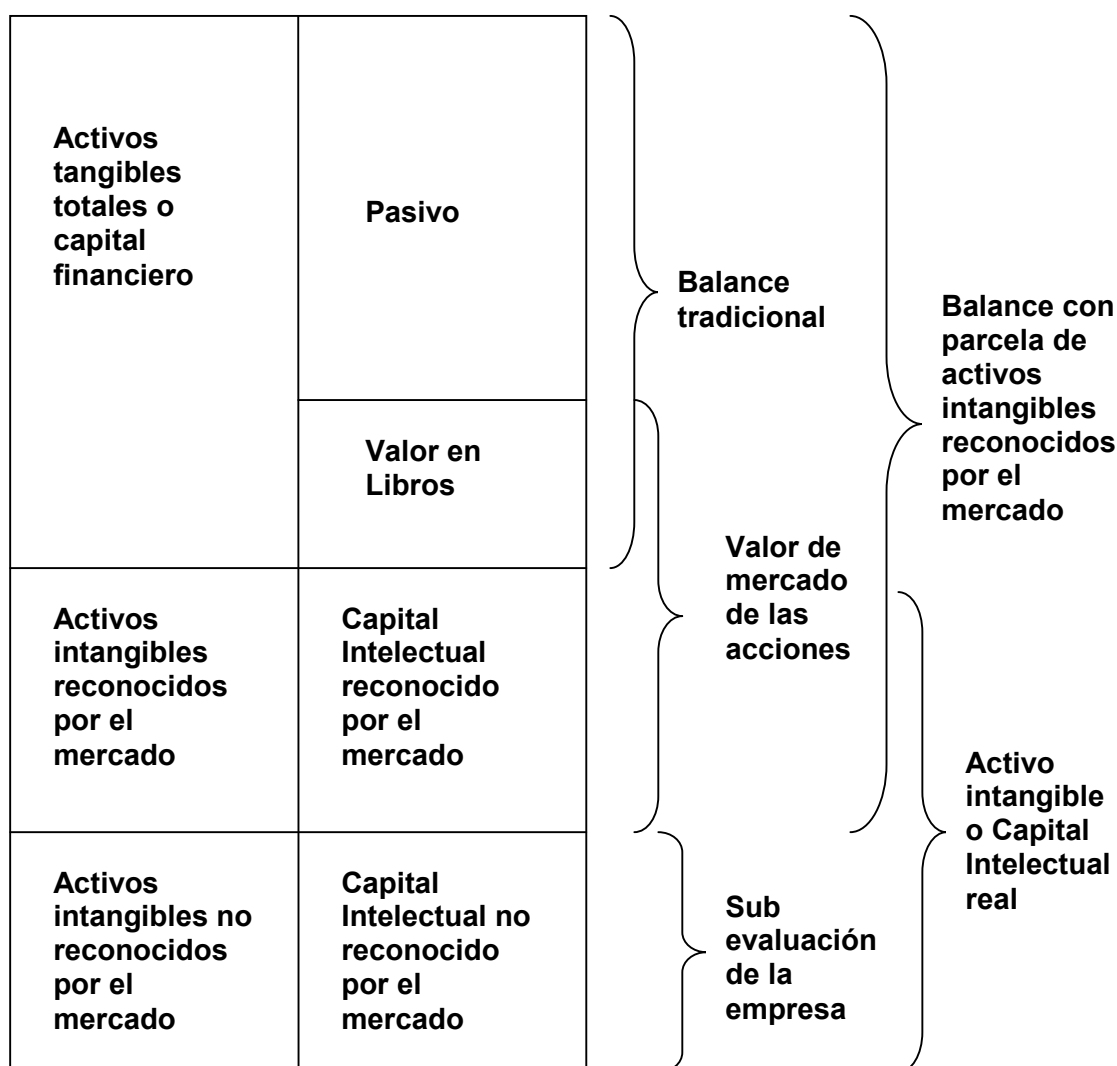 Activos
tangibles
totales o
capital
financiero
Pasivo
Valor en
Libros
Balance
tradicional
Balance con
parcela de
activos
intangibles
reconocidos
por el
mercado
Valor de
mercado
de las
acciones
Activos
intangibles
reconocidos
por el
mercado
Capital
Intelectual
reconocido
por el
mercado
Activo
intangible
o Capital
Intelectual
real
Activos
intangibles no
reconocidos
por el
mercado
Capital
Intelectual no
reconocido
por el
mercado
Sub
evaluación
de la
empresa